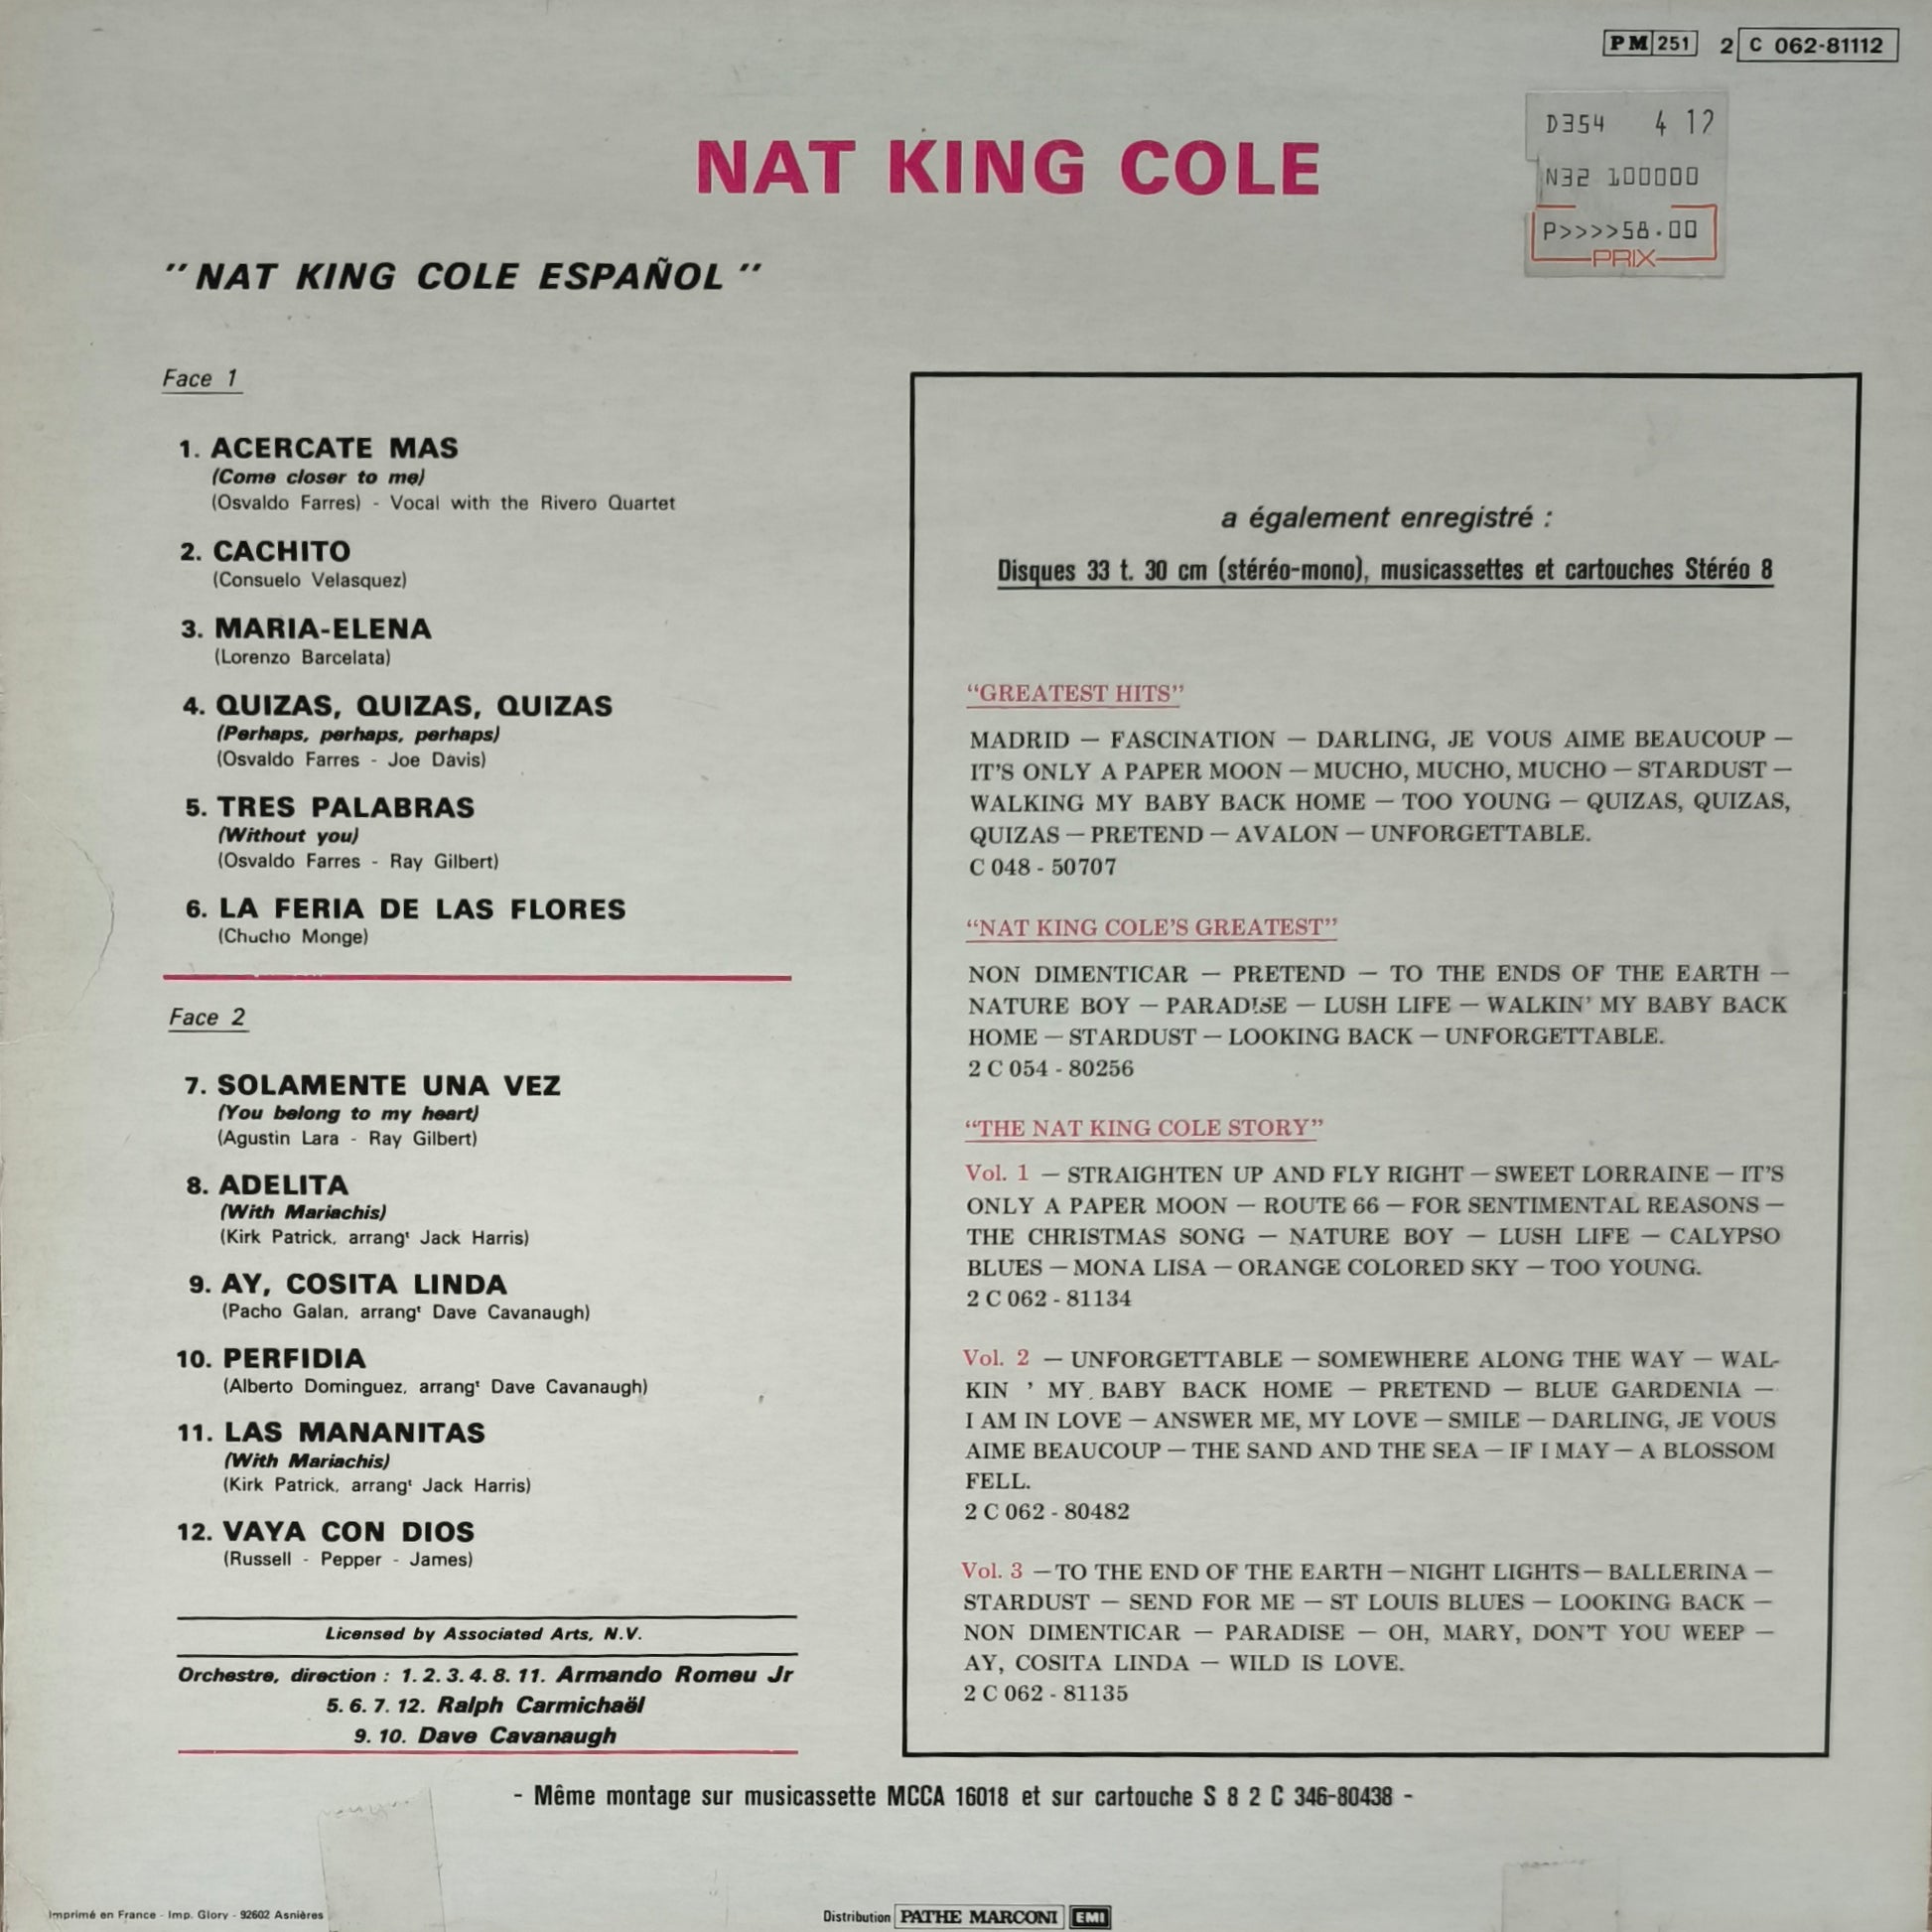 PM 251 2 C 062-81112
D354 4 12
N32 100000
P>>>>58.00
PRIX
NAT KING COLE
"NAT KING COLE ESPAÑOL"
Face 1
1. ACERCATE MAS
(Come closer to me)
(Osvaldo Farres) - Vocal with the Rivero Quartet
2. CACHITO
(Consuelo Velasquez)
3. MARIA-ELENA
(Lorenzo Barcelata)
4. QUIZAS, QUIZAS, QUIZAS
(Perhaps, perhaps, perhaps)
(Osvaldo Farres - Joe Davis)
5. TRES PALABRAS
(Without you)
(Osvaldo Farres - Ray Gilbert)
6. LA FERIA DE LAS FLORES
(Chucho Monge)
Face 2
7. SOLAMENTE UNA VEZ
(You belong to my heart)
(Agustin Lara - Ray Gilbert)
8. ADELITA
(With Mariachis)
(Kirk Patrick, arrangt Jack Harris)
9. AY, COSITA LINDA
(Pacho Galan, arrangt Dave Cavanaugh)
10. PERFIDIA
(Alberto Dominguez, arrangt Dave Cavanaugh)
11. LAS MANANITAS
(With Mariachis)
(Kirk Patrick, arrangt Jack Harris)
12. VAYA CON DIOS
(Russell - Pepper - James)
Licensed by Associated Arts, N.V.
Orchestre, direction : 1. 2. 3. 4. 8. 11. Armando Romeu Jr
5. 6. 7. 12. Ralph Carmichaël
9. 10. Dave Cavanaugh
a également enregistré :
Disques 33 t. 30 cm (stéréo-mono), musicassettes et cartouches Stéréo 8
"GREATEST HITS"
MADRID — FASCINATION — DARLING, JE VOUS AIME BEAUCOUP —
IT'S ONLY A PAPER MOON — MUCHO, MUCHO, MUCHO — STARDUST —
WALKING MY BABY BACK HOME — TOO YOUNG — QUIZAS, QUIZAS,
QUIZAS — PRETEND — AVALON — UNFORGETTABLE.
C 048 - 50707
"NAT KING COLE'S GREATEST"
NON DIMENTICAR — PRETEND — TO THE ENDS OF THE EARTH —
NATURE BOY — PARADISE — LUSH LIFE — WALKIN' MY BABY BACK
HOME — STARDUST — LOOKING BACK — UNFORGETTABLE.
2 C 054 - 80256
"THE NAT KING COLE STORY"
Vol. 1 — STRAIGHTEN UP AND FLY RIGHT — SWEET LORRAINE — IT'S
ONLY A PAPER MOON — ROUTE 66 — FOR SENTIMENTAL REASONS —
THE CHRISTMAS SONG — NATURE BOY — LUSH LIFE — CALYPSO
BLUES — MONA LISA — ORANGE COLORED SKY — TOO YOUNG.
2 C 062 - 81134
Vol. 2 — UNFORGETTABLE — SOMEWHERE ALONG THE WAY — WAL-
KIN ' MY BABY BACK HOME — PRETEND — BLUE GARDENIA —
I AM IN LOVE — ANSWER ME, MY LOVE — SMILE — DARLING, JE VOUS
AIME BEAUCOUP — THE SAND AND THE SEA — IF I MAY — A BLOSSOM
FELL.
2 C 062 - 80482
Vol. 3 — TO THE END OF THE EARTH — NIGHT LIGHTS — BALLERINA —
STARDUST — SEND FOR ME — ST LOUIS BLUES — LOOKING BACK —
NON DIMENTICAR — PARADISE — OH, MARY, DON'T YOU WEEP —
AY, COSITA LINDA — WILD IS LOVE.
2 C 062 - 81135
- Même montage sur musicassette MCCA 16018 et sur cartouche S 8 2 C 346-80438 -
Imprimé en France - Imp. Glory - 92602 Asnières
Distribution PATHE MARCONI EMI